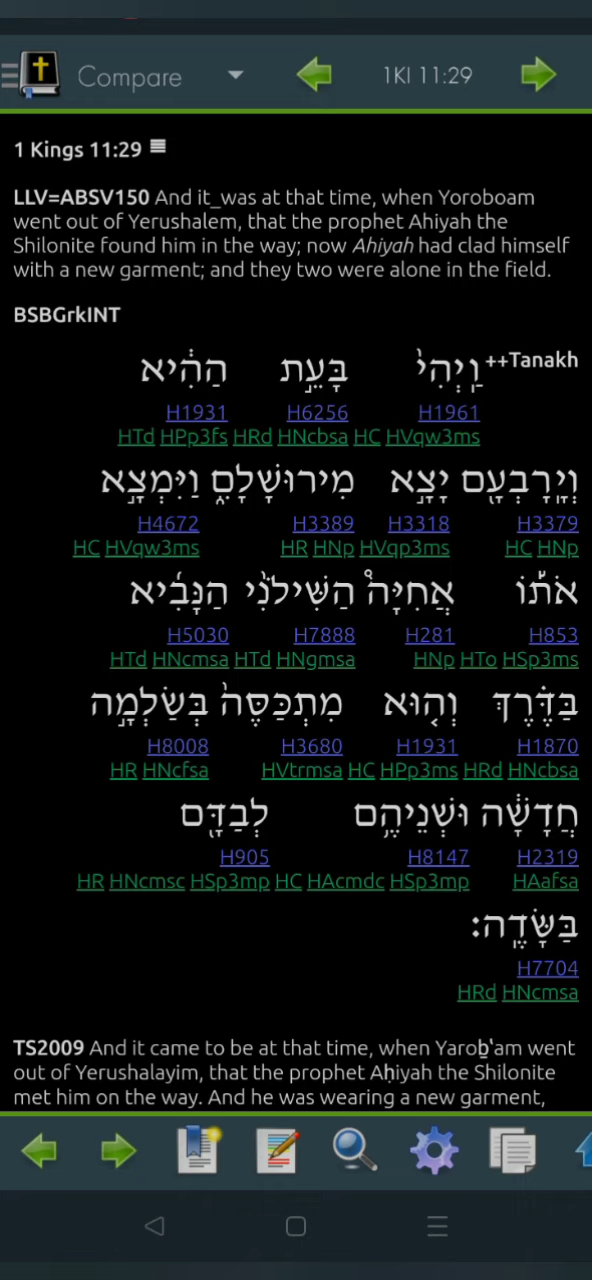 Compare
1KI 11:29
1 Kings 11:29
LLV=ABSV150 And it_was at that time, when Yoroboam
went out of Yerushalem, that the prophet Ahiyah the
Shilonite found him in the way; now Ahiyah had clad himself
with a new garment; and they two were alone in the field.
BSBGrkINT
++Tanakh וַֽיְהִי֙ בָּעֵ֣ת הַהִ֔יא
H1931 H6256 H1961
HTd HPp3fs HRd HNcbsa HC HVqw3ms
וְיָֽרָבְעָ֖ם יָצָ֣א מִירוּשָׁלִָ֑ם וַיִּמְצָ֣א
H4672 H3389 H3318 H3379
HC HVqw3ms HR HNp HVqp3ms HC HNp
אֹת֡וֹ אֲחִיָּה֩ הַשִּׁילֹנִ֨י הַנָּבִ֜יא
H5030 H7888 H281 H853
HTd HNcmsa HTd HNgmsa HNp HTo HSp3ms
בַּדֶּ֗רֶךְ וְה֤וּא מִתְכַּסֶּה֙ בְּשַׂלְמָ֣ה
H8008 H3680 H1931 H1870
HR HNcfsa HVtrmsa HC HPp3ms HRd HNcbsa
חֲדָשָׁ֔ה וּשְׁנֵיהֶ֥ם לְבַדָּ֖ם
H905 H8147 H2319
HR HNcmsc HSp3mp HC HAcmdc HSp3mp HAafsa
בַּשָּׂדֶֽה׃
H7704
HRd HNcmsa
TS2009 And it came to be at that time, when Yaroḇ‛am went
out of Yerushalayim, that the prophet Aḥiyah the Shilonite
met him on the way. And he was wearing a new garment,